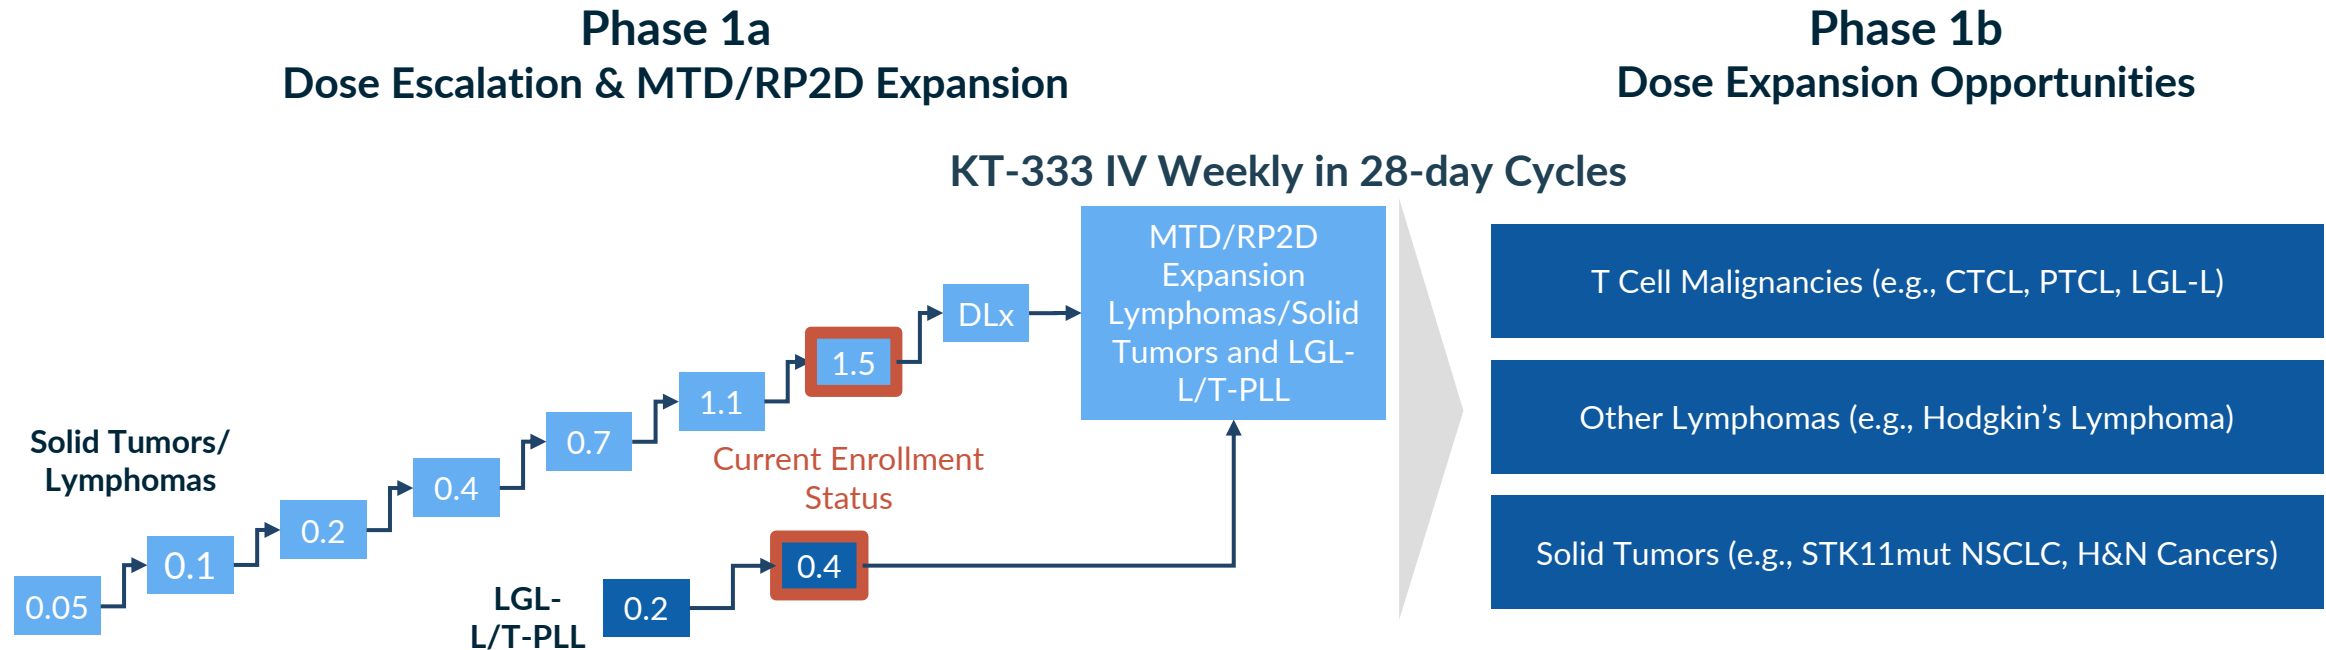 Phase 1a
Dose Escalation & MTD/RP2D Expansion
Phase 1b
Dose Expansion Opportunities
KT-333 IV Weekly in 28-day Cycles
Solid Tumors/
Lymphomas
0.05
0.1
0.2
0.4
0.7
1.1
1.5
DLx
MTD/RP2D
Expansion
Lymphomas/Solid
Tumors and LGL-
L/T-PLL
Current Enrollment
Status
LGL-
L/T-PLL
0.2
0.4
T Cell Malignancies (e.g., CTCL, PTCL, LGL-L)
Other Lymphomas (e.g., Hodgkin’s Lymphoma)
Solid Tumors (e.g., STK11mut NSCLC, H&N Cancers)